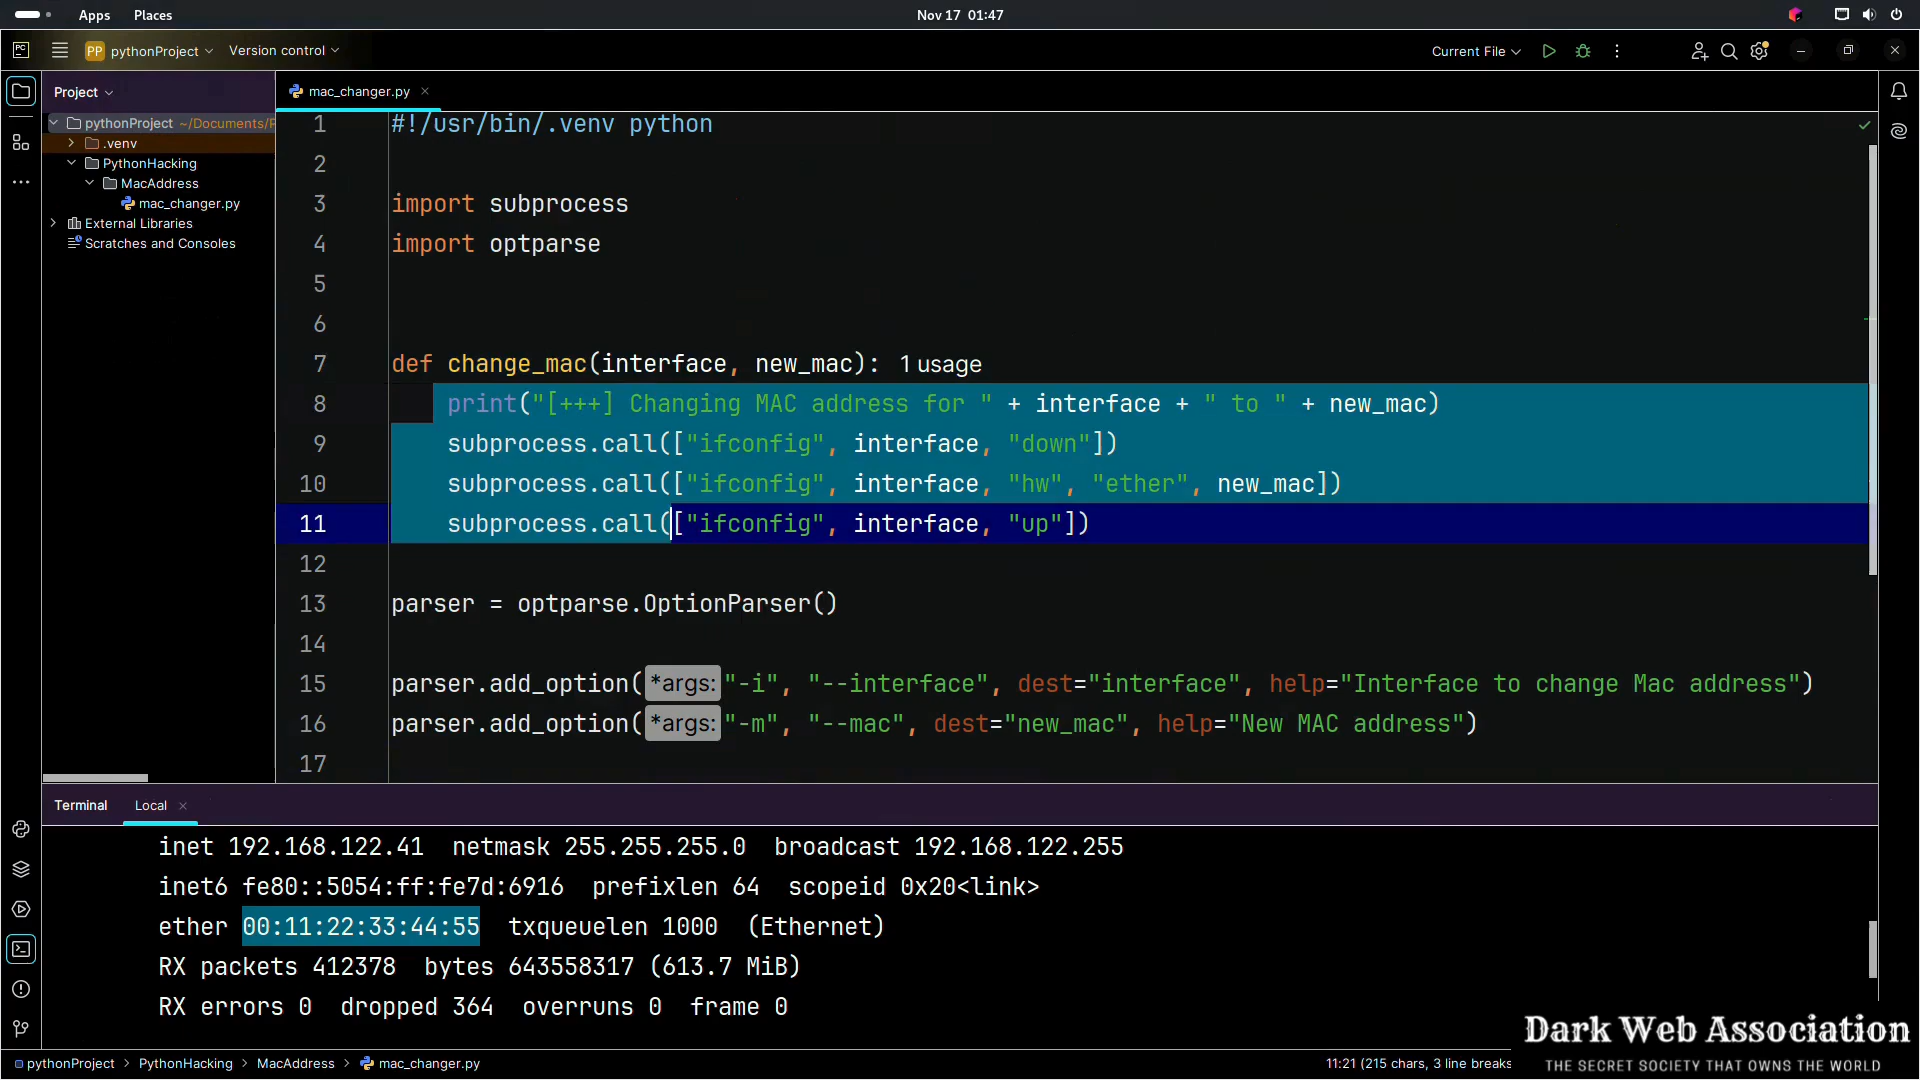 Apps Places Nov 17 01:47
PC PP pythonProject Version control Current File
Project mac_changer.py
pythonProject ~/Documents/P
.venv
PythonHacking
MacAddress
mac_changer.py
External Libraries
Scratches and Consoles
1 #!/usr/bin/.venv python
2
3 import subprocess
4 import optparse
5
6
7 def change_mac(interface, new_mac): 1 usage
8 print("[+++] Changing MAC address for " + interface + " to " + new_mac)
9 subprocess.call(["ifconfig", interface, "down"])
10 subprocess.call(["ifconfig", interface, "hw", "ether", new_mac])
11 subprocess.call(["ifconfig", interface, "up"])
12
13 parser = optparse.OptionParser()
14
15 parser.add_option(*args: "-i", "--interface", dest="interface", help="Interface to change Mac address")
16 parser.add_option(*args: "-m", "--mac", dest="new_mac", help="New MAC address")
17
Terminal Local
inet 192.168.122.41 netmask 255.255.255.0 broadcast 192.168.122.255
inet6 fe80::5054:ff:fe7d:6916 prefixlen 64 scopeid 0x20<link>
ether 00:11:22:33:44:55 txqueuelen 1000 (Ethernet)
RX packets 412378 bytes 643558317 (613.7 MiB)
RX errors 0 dropped 364 overruns 0 frame 0
Dark Web Association
THE SECRET SOCIETY THAT OWNS THE WORLD
pythonProject > PythonHacking > MacAddress > mac_changer.py 11:21 (215 chars, 3 line breaks